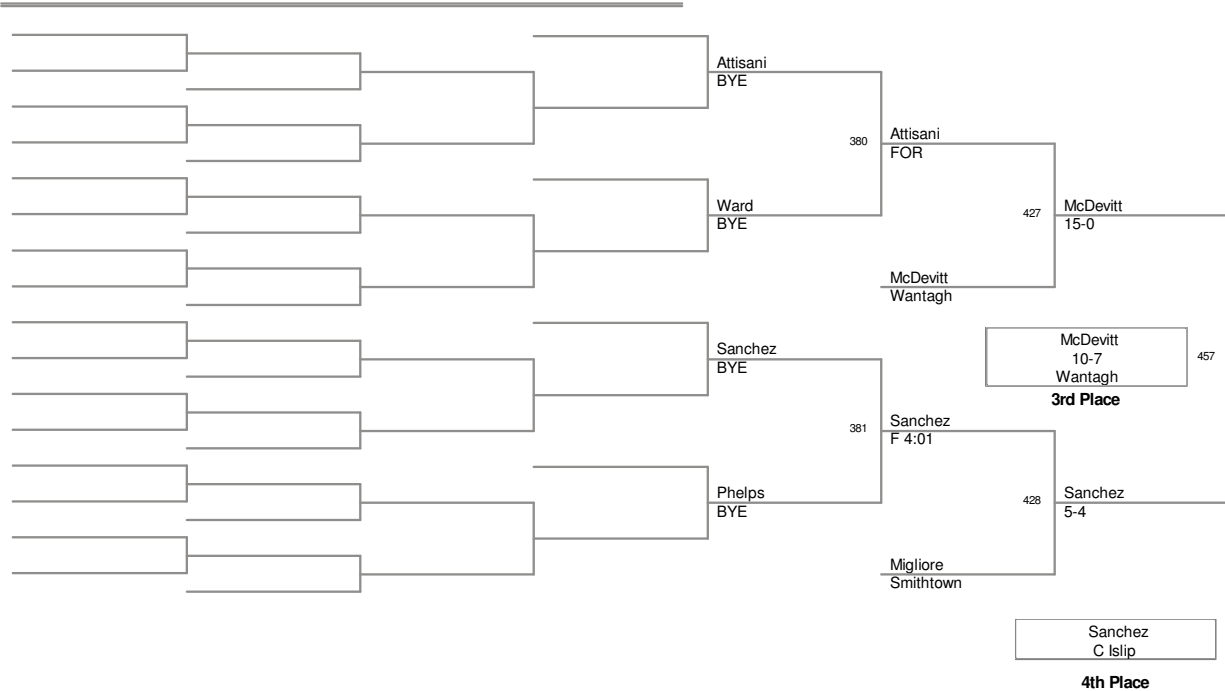 Attisani
BYE
380
Attisani
FOR
Ward
BYE
427
McDevitt
15-0
McDevitt
Wantagh
McDevitt
10-7
Wantagh
457
3rd Place
Sanchez
BYE
381
Sanchez
F 4:01
Phelps
BYE
428
Sanchez
5-4
Migliore
Smithtown
Sanchez
C Islip
4th Place